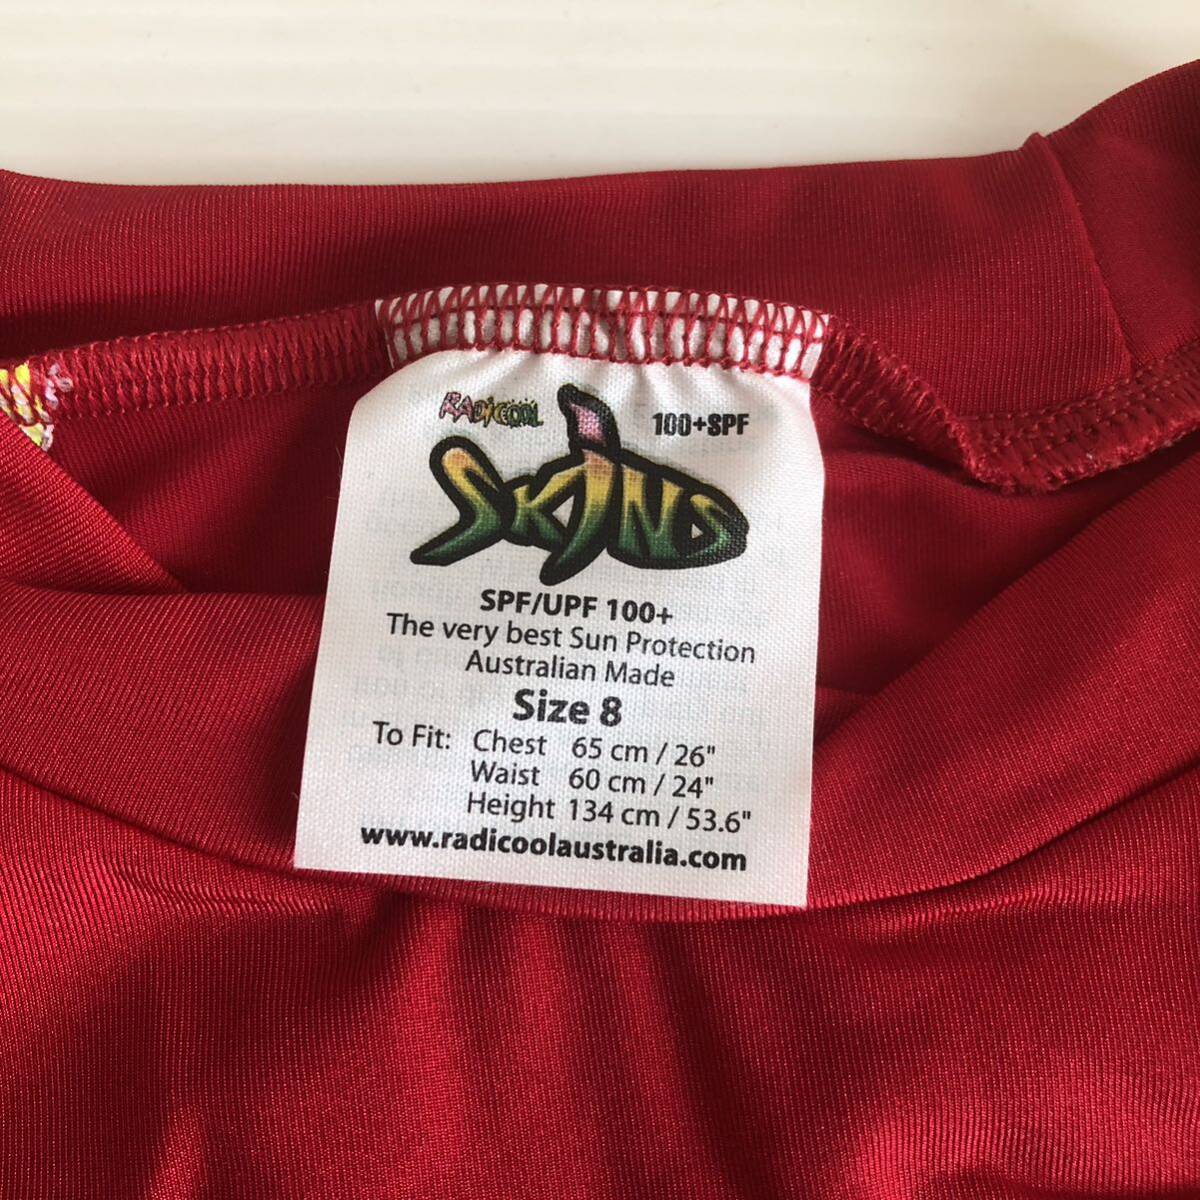 RADICOOL
100+SPF
SKINS
SPF/UPF 100+
The very best Sun Protection
Australian Made
Size 8
To Fit: Chest 65 cm / 26"
Waist 60 cm / 24"
Height 134 cm / 53.6"
www.radicoolaustralia.com